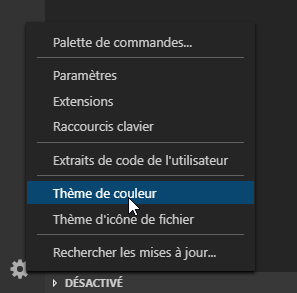 Palette de commandes...
Paramètres
Extensions
Raccourcis clavier
Extraits de code de l'utilisateur
Thème de couleur
Thème d'icône de fichier
Rechercher les mises à jour...
DÉSACTIVÉ